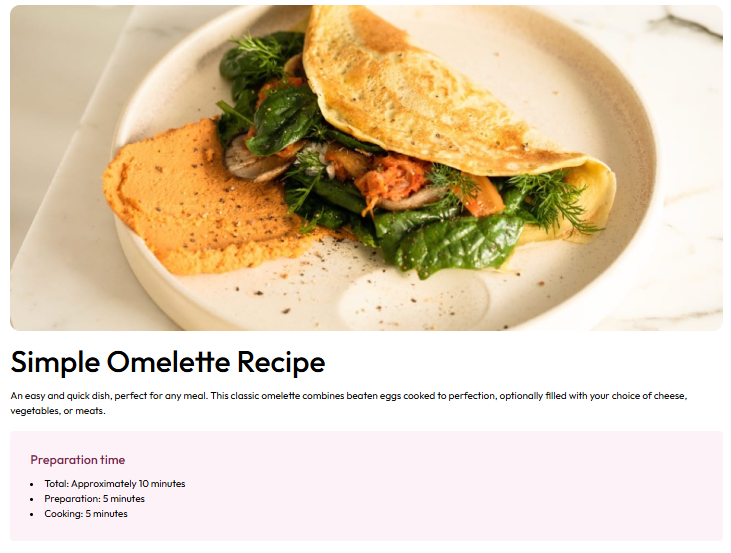 Simple Omelette Recipe
An easy and quick dish, perfect for any meal. This classic omelette combines beaten eggs cooked to perfection, optionally filled with your choice of cheese,
vegetables, or meats.
Preparation time
Total: Approximately 10 minutes
Preparation: 5 minutes
Cooking: 5 minutes